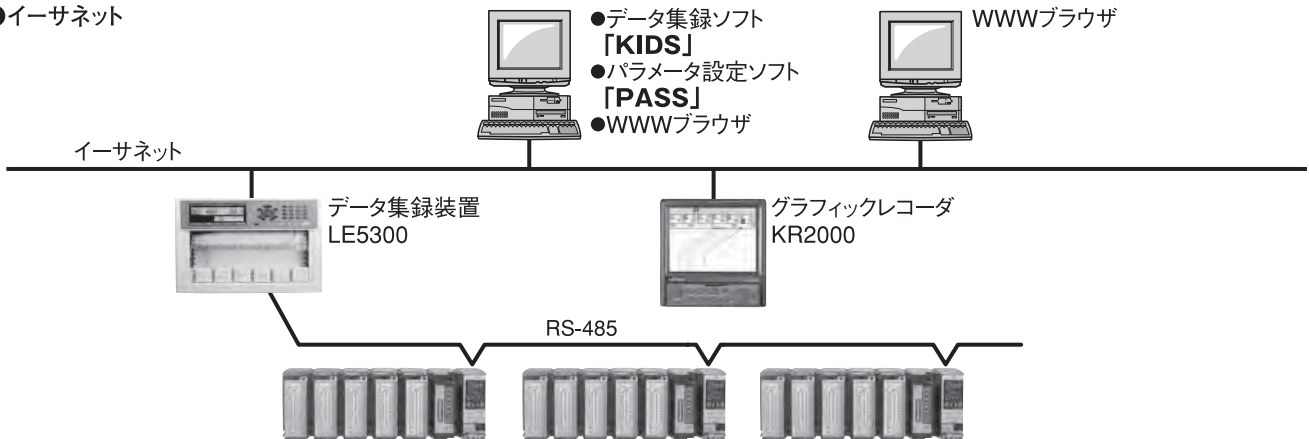 ●イーサネット
●データ集録ソフト
「KIDS」
●パラメータ設定ソフト
「PASS」
●WWWブラウザ
WWWブラウザ
イーサネット
データ集録装置
LE5300
グラフィックレコーダ
KR2000
RS-485